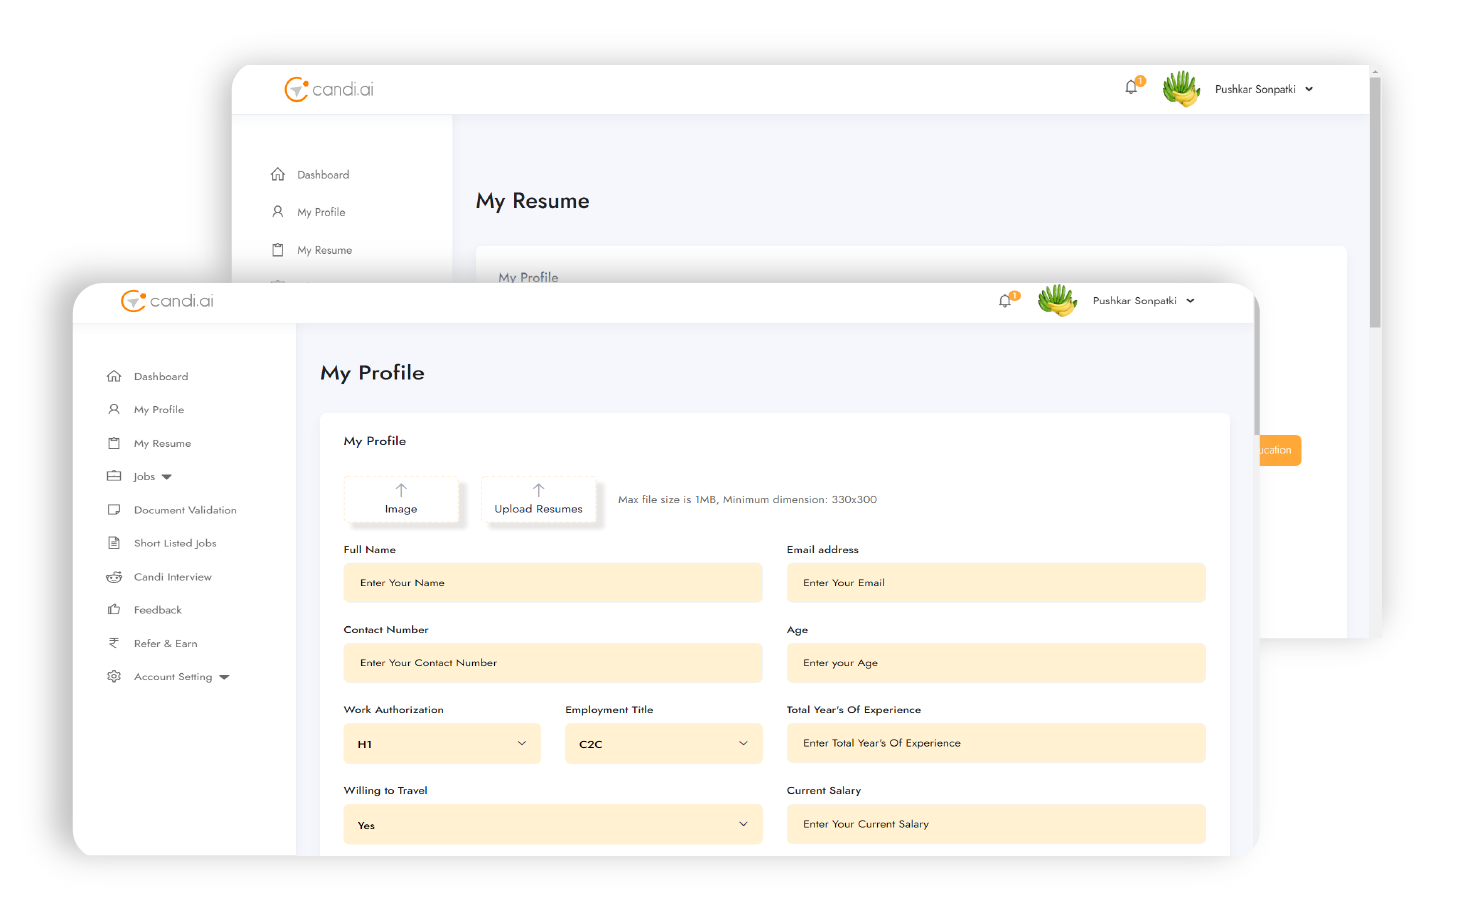 candi.ai
1
Pushkar Sonpatki
Dashboard
My Profile
My Resume
My Resume
My Profile
candi.ai
1
Pushkar Sonpatki
Dashboard
My Profile
My Resume
Jobs
Document Validation
Short Listed Jobs
Candi Interview
Feedback
Refer & Earn
Account Setting
My Profile
My Profile
Image
Upload Resumes
Max file size is 1MB, Minimum dimension: 330x300
Full Name
Enter Your Name
Email address
Enter Your Email
Contact Number
Enter Your Contact Number
Age
Enter your Age
Work Authorization
H1
Employment Title
C2C
Total Year's Of Experience
Enter Total Year's Of Experience
Willing to Travel
Yes
Current Salary
Enter Your Current Salary